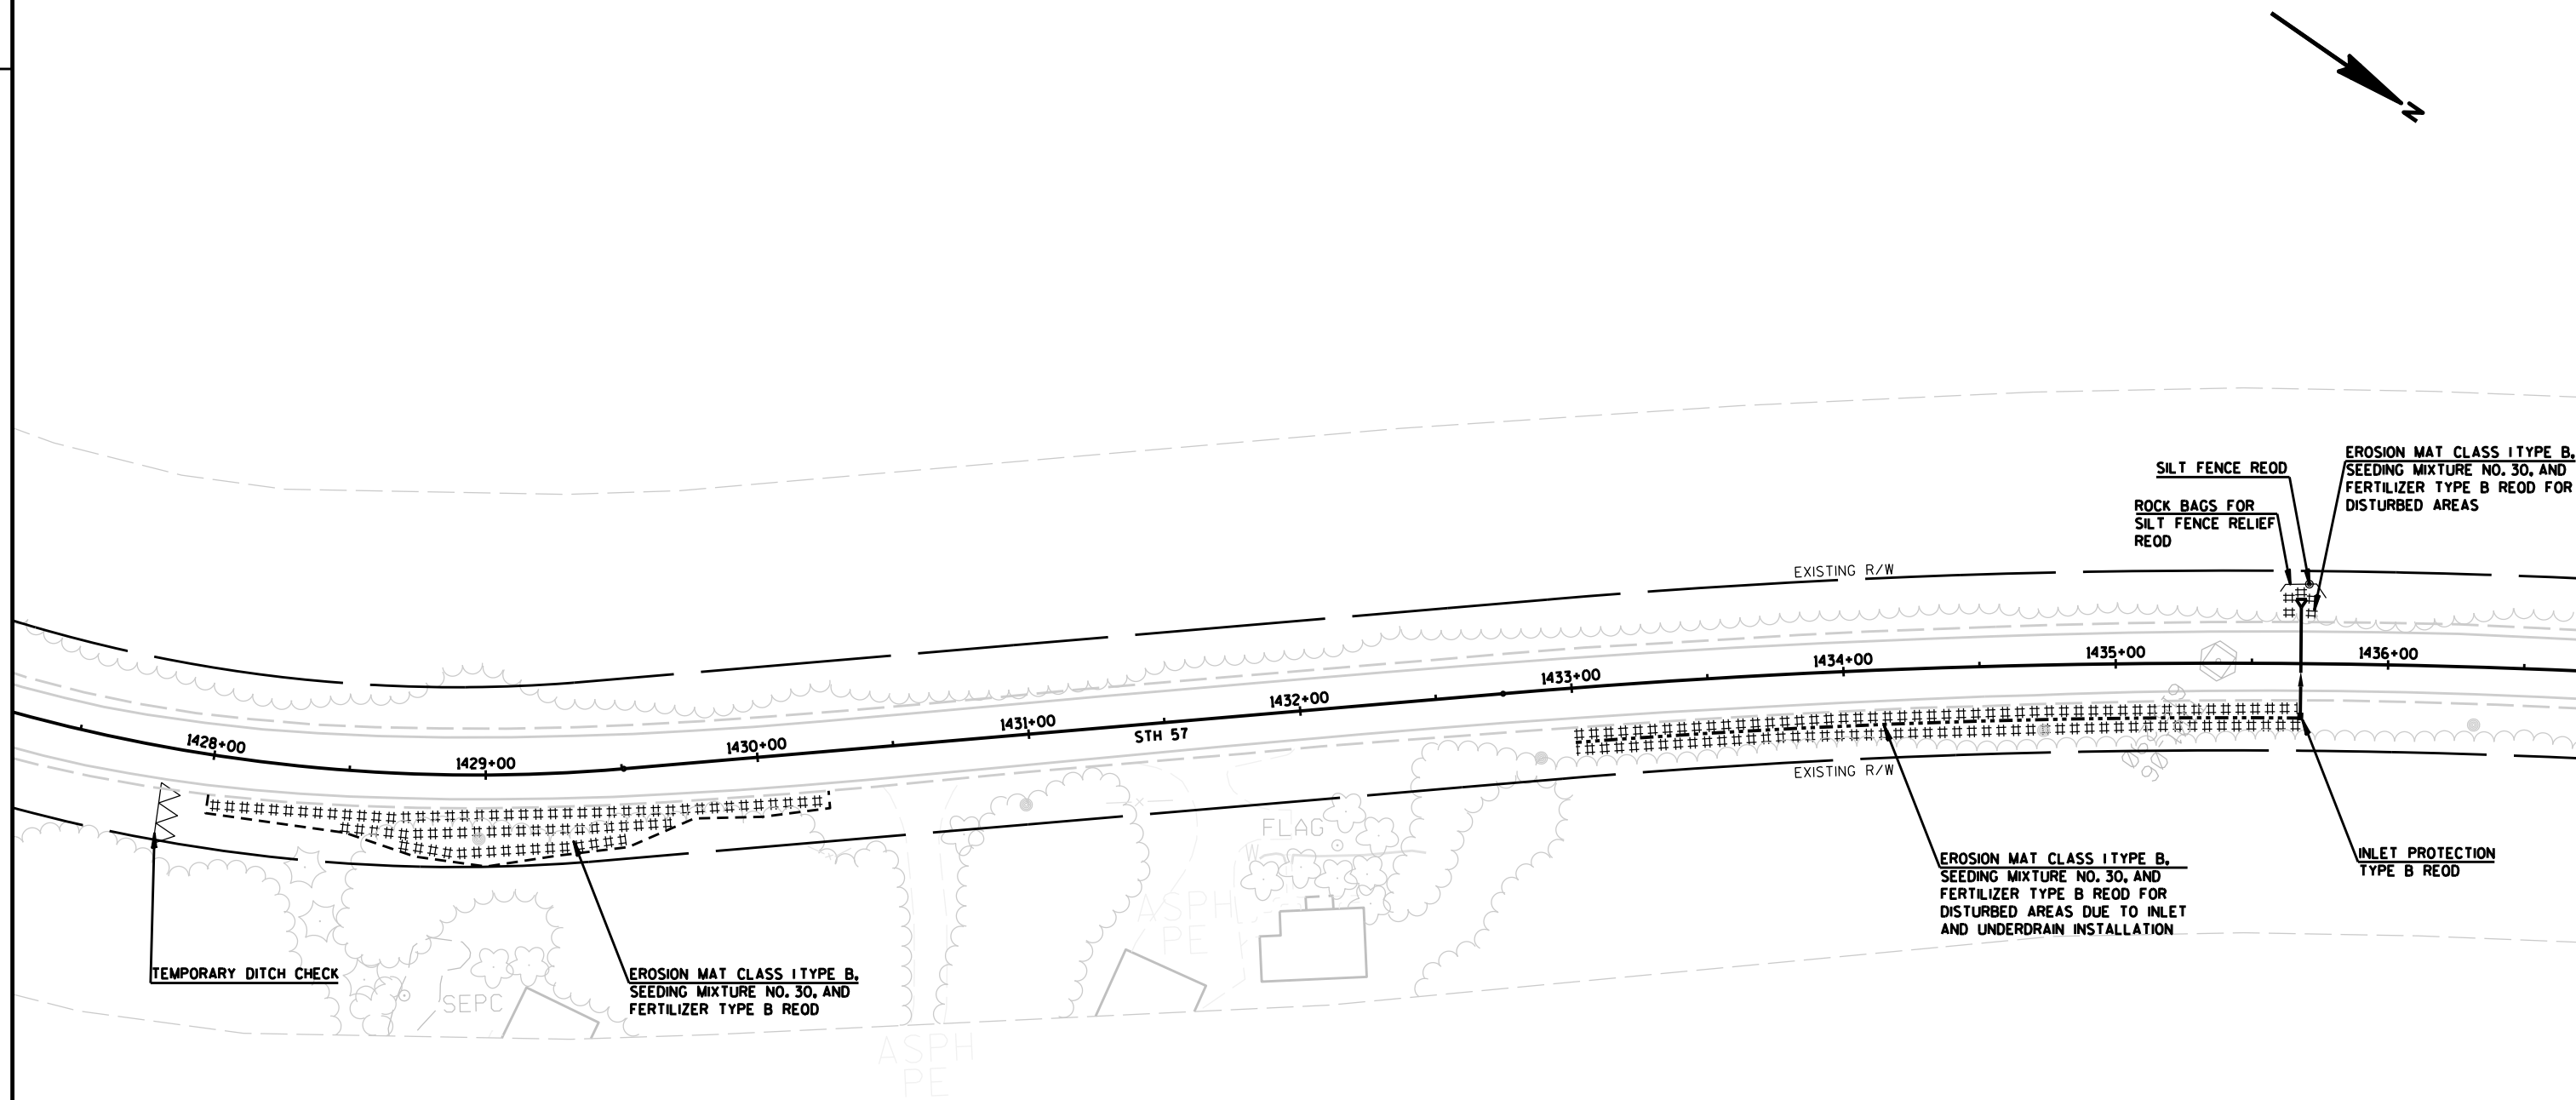 N
EROSION MAT CLASS I TYPE B,
SEEDING MIXTURE NO. 30, AND
FERTILIZER TYPE B REQD FOR
DISTURBED AREAS
SILT FENCE REQD
ROCK BAGS FOR
SILT FENCE RELIEF
REQD
EXISTING R/W
1428+00
1429+00
1430+00
1431+00
1432+00
1433+00
1434+00
1435+00
1436+00
STH 57
EXISTING R/W
FLAG
W
ASPH
PE
SEPC
ASPH
PE
TEMPORARY DITCH CHECK
EROSION MAT CLASS I TYPE B,
SEEDING MIXTURE NO. 30, AND
FERTILIZER TYPE B REQD
EROSION MAT CLASS I TYPE B,
SEEDING MIXTURE NO. 30, AND
FERTILIZER TYPE B REQD FOR
DISTURBED AREAS DUE TO INLET
AND UNDERDRAIN INSTALLATION
INLET PROTECTION
TYPE B REQD